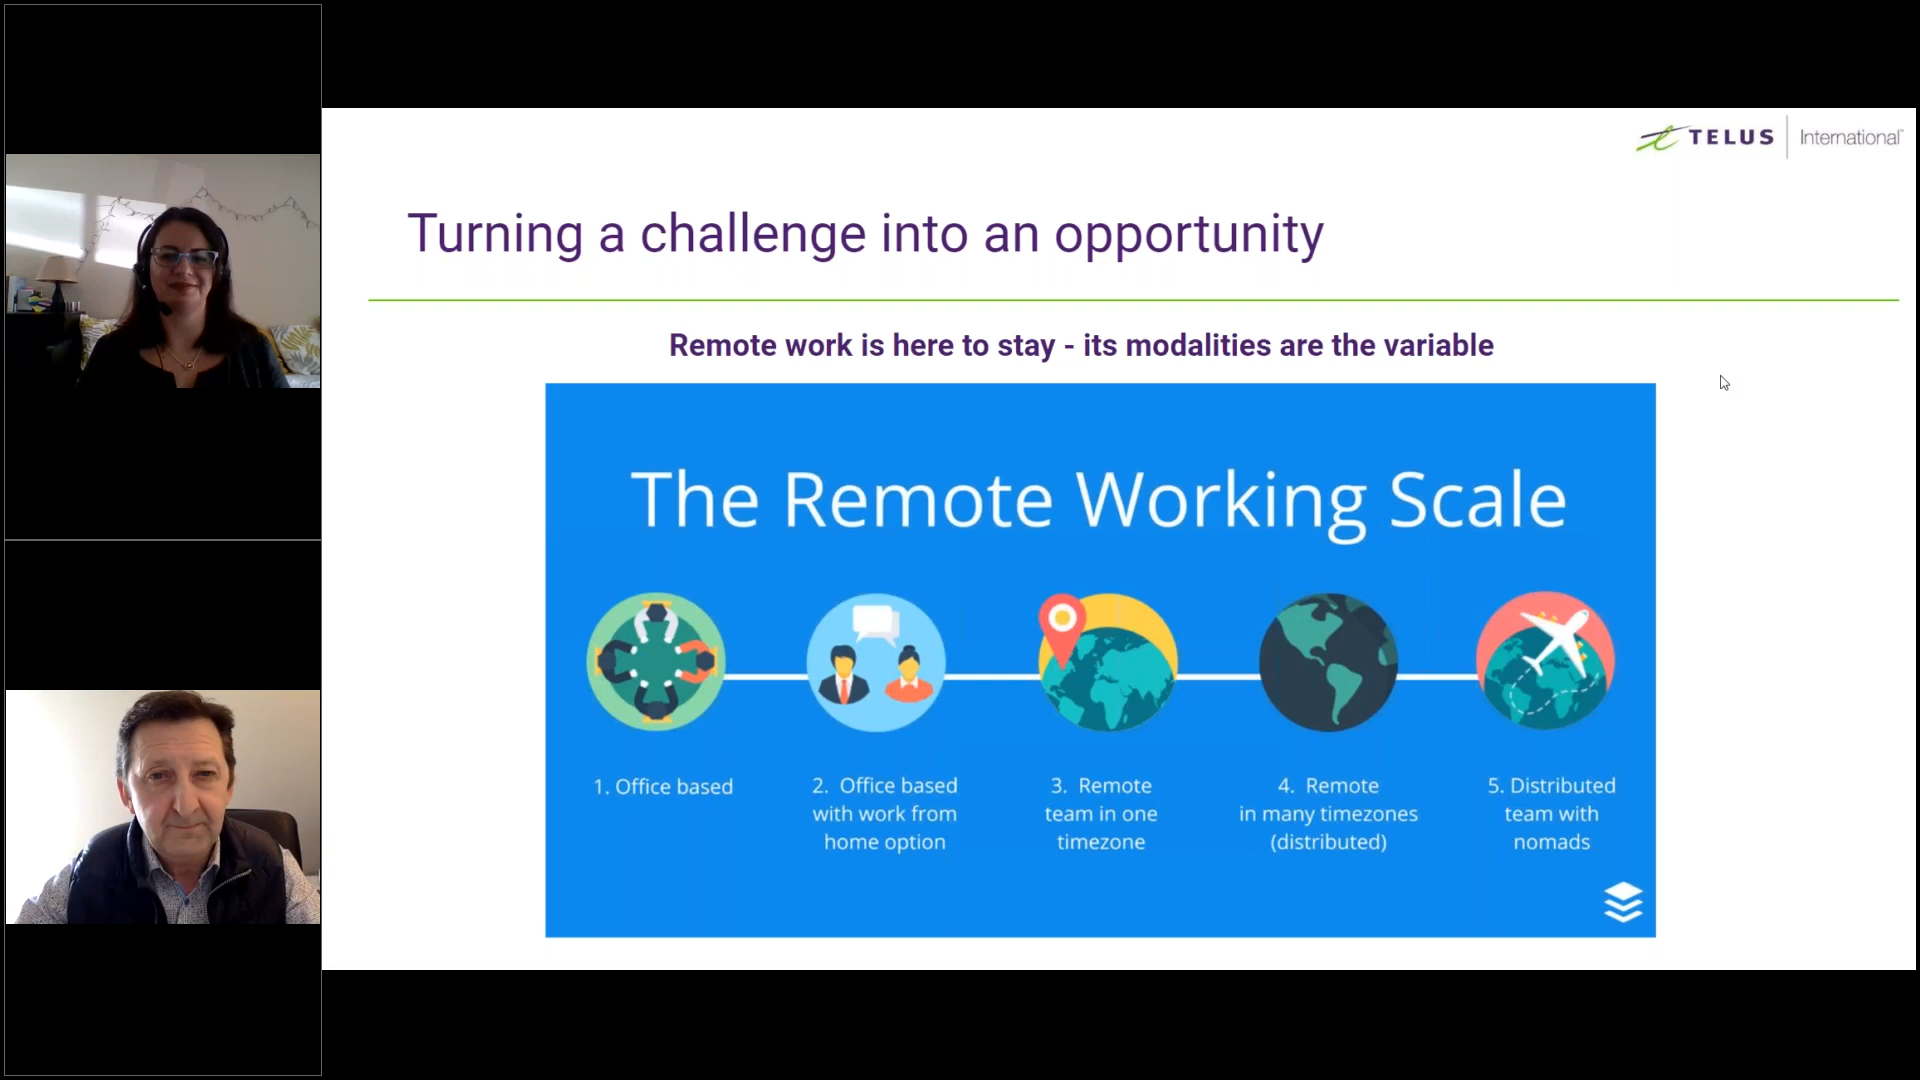 TELUS International
Turning a challenge into an opportunity
Remote work is here to stay - its modalities are the variable
The Remote Working Scale
1. Office based
2. Office based
with work from
home option
3. Remote
team in one
timezone
4. Remote
in many timezones
(distributed)
5. Distributed
team with
nomads